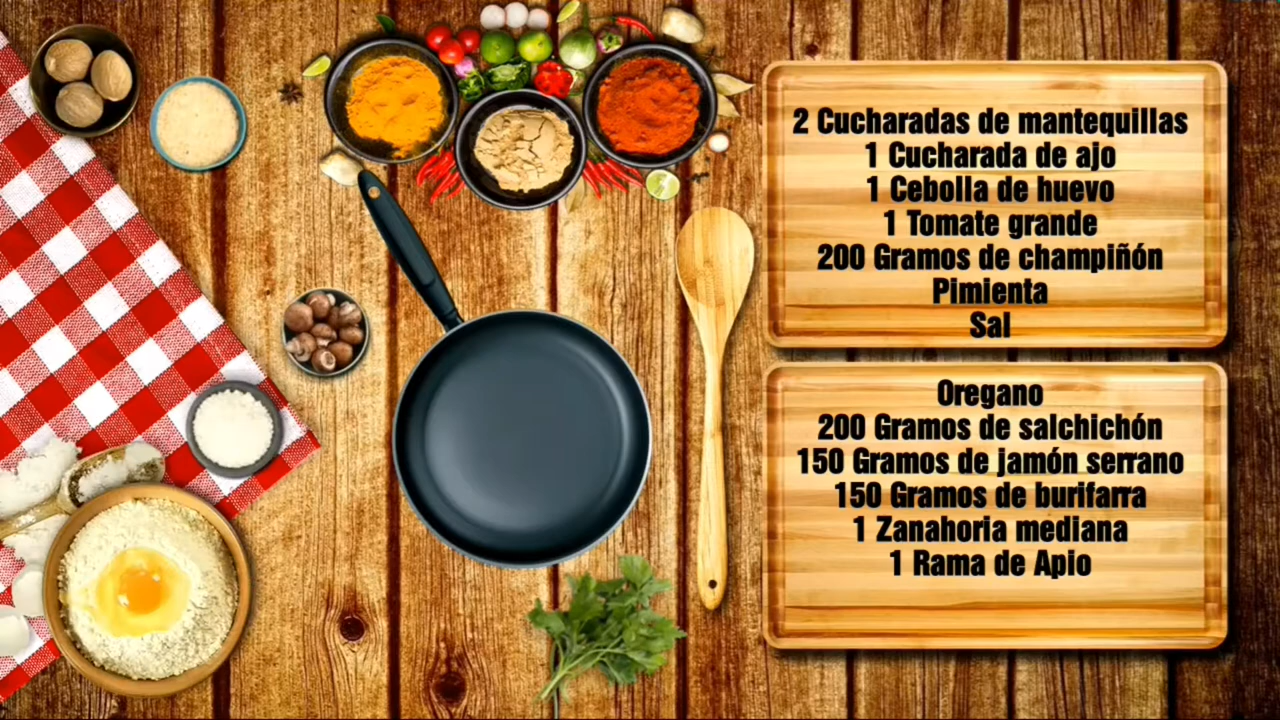 2 Cucharadas de mantequillas
1 Cucharada de ajo
1 Cebolla de huevo
1 Tomate grande
200 Gramos de champiñón
Pimienta
Sal
Oregano
200 Gramos de salchichón
150 Gramos de jamón serrano
150 Gramos de burifarra
1 Zanahoria mediana
1 Rama de Apio